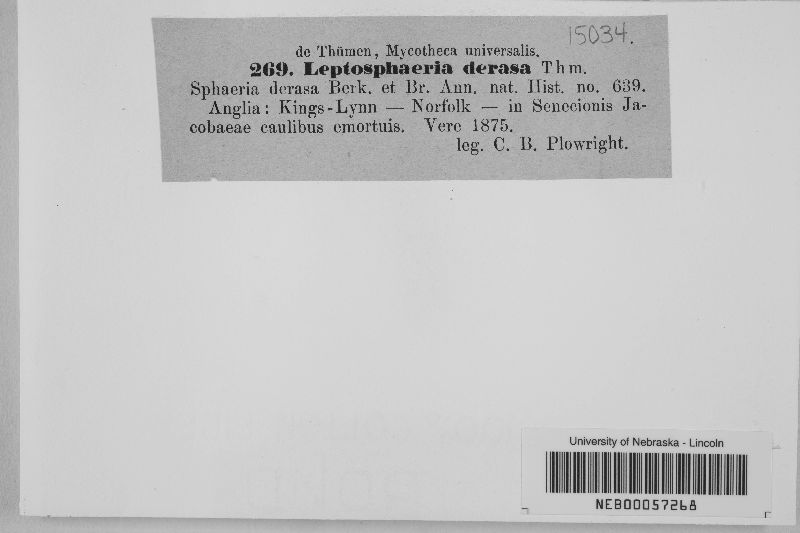 15034.
de Thümen, Mycotheca universalis.
269. Leptosphaeria derasa Thm.
Sphaeria derasa Berk. et Br. Ann. nat. Hist. no. 639.
Anglia: Kings-Lynn — Norfolk — in Senecionis Ja-
cobaeae caulibus emortuis. Vere 1875.
leg. C. B. Plowright.
University of Nebraska - Lincoln
NEB00057268